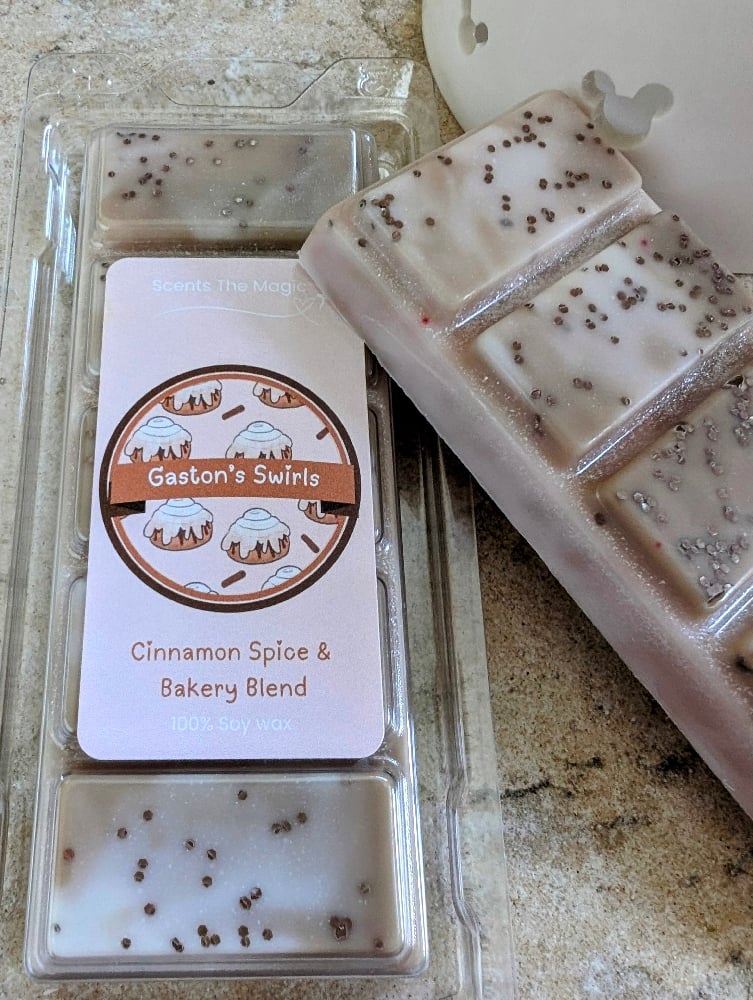 Scents The Magic
Gaston's Swirls
Cinnamon Spice &
Bakery Blend
100% Soy wax